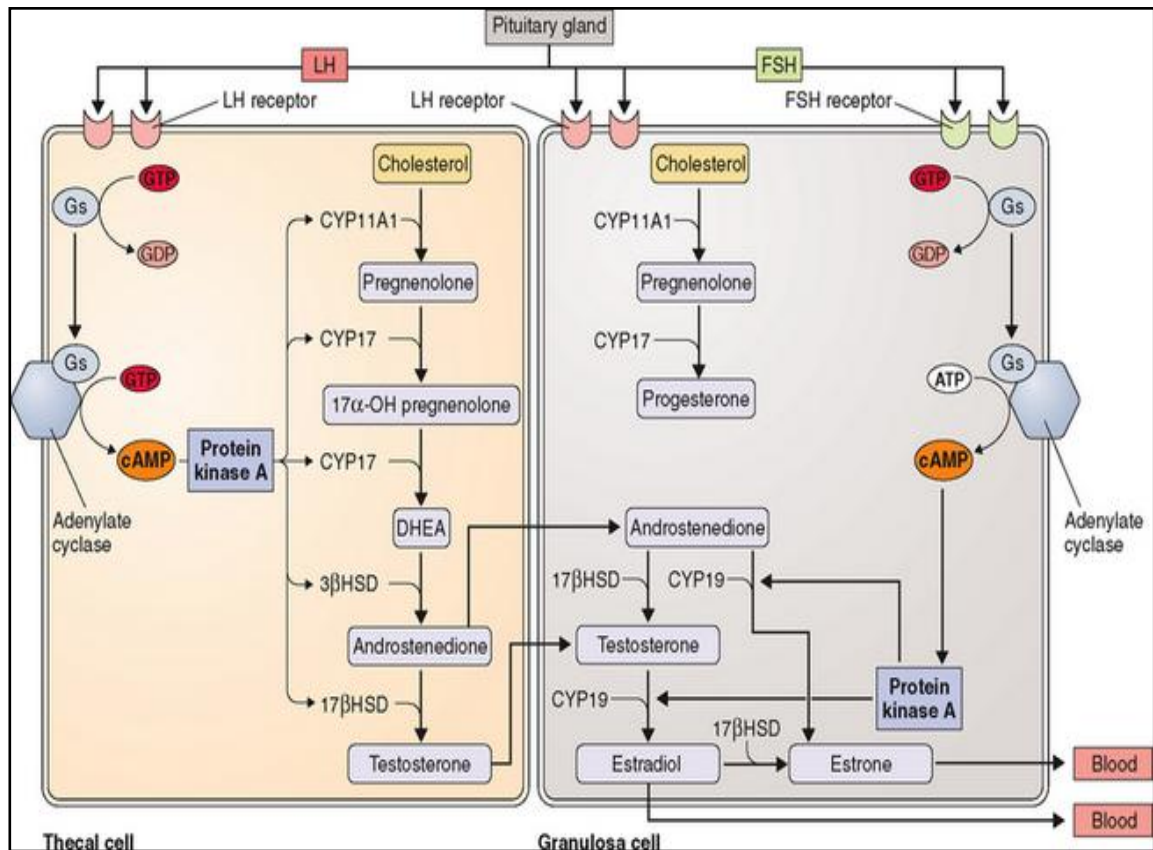 Pituitary gland
LH
FSH
LH receptor
LH receptor
FSH receptor
Cholesterol
GTP
Gs
CYP11A1
GDP
Pregnenolone
CYP17
Gs
GTP
17α-OH pregnenolone
cAMP
Protein
kinase A
CYP17
Adenylate
cyclase
DHEA
3βHSD
Androstenedione
17βHSD
Testosterone
Thecal cell
Cholesterol
CYP11A1
Pregnenolone
CYP17
Progesterone
GTP
Gs
GDP
Gs
ATP
cAMP
Adenylate
cyclase
Androstenedione
17βHSD
CYP19
Testosterone
Protein
kinase A
CYP19
17βHSD
Estradiol
Estrone
Blood
Blood
Granulosa cell